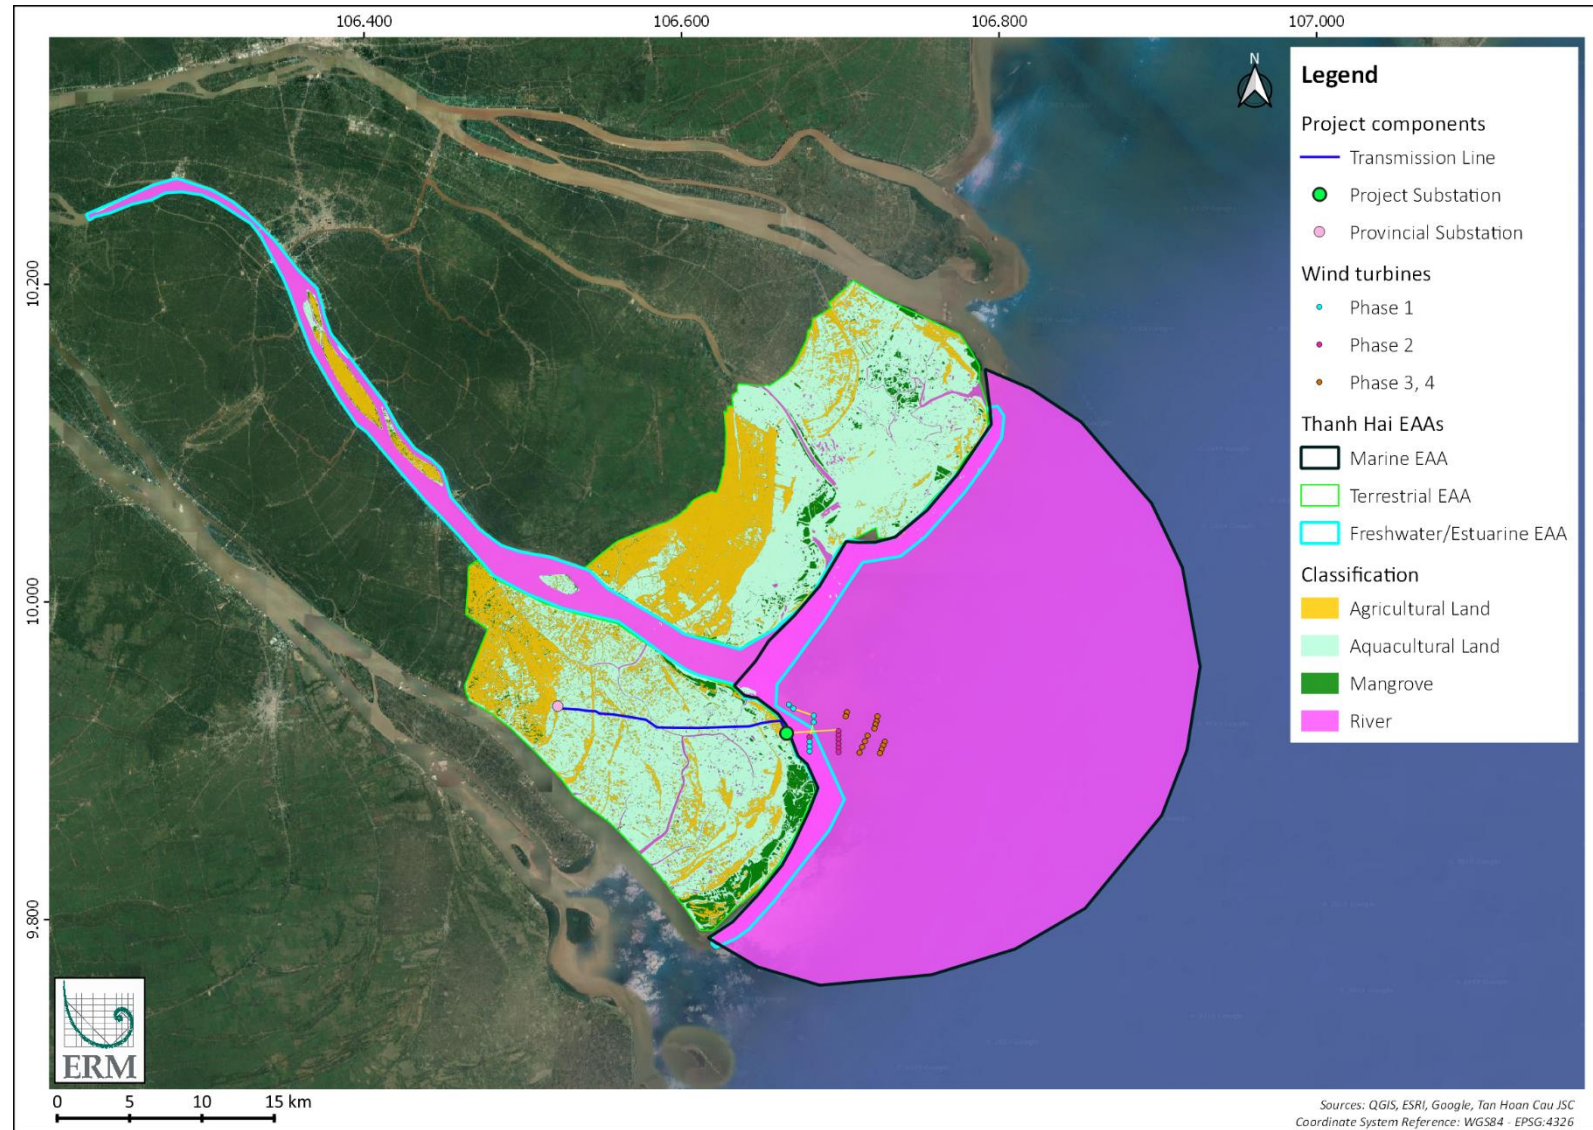 106.400
106.600
106.800
107.000
10.200
10.000
9.800
N
Legend
Project components
Transmission Line
Project Substation
Provincial Substation
Wind turbines
Phase 1
Phase 2
Phase 3, 4
Thanh Hai EAAs
Marine EAA
Terrestrial EAA
Freshwater/Estuarine EAA
Classification
Agricultural Land
Aquacultural Land
Mangrove
River
ERM
0 5 10 15 km
Sources: QGIS, ESRI, Google, Tan Hoan Cau JSC
Coordinate System Reference: WGS84 - EPSG:4326